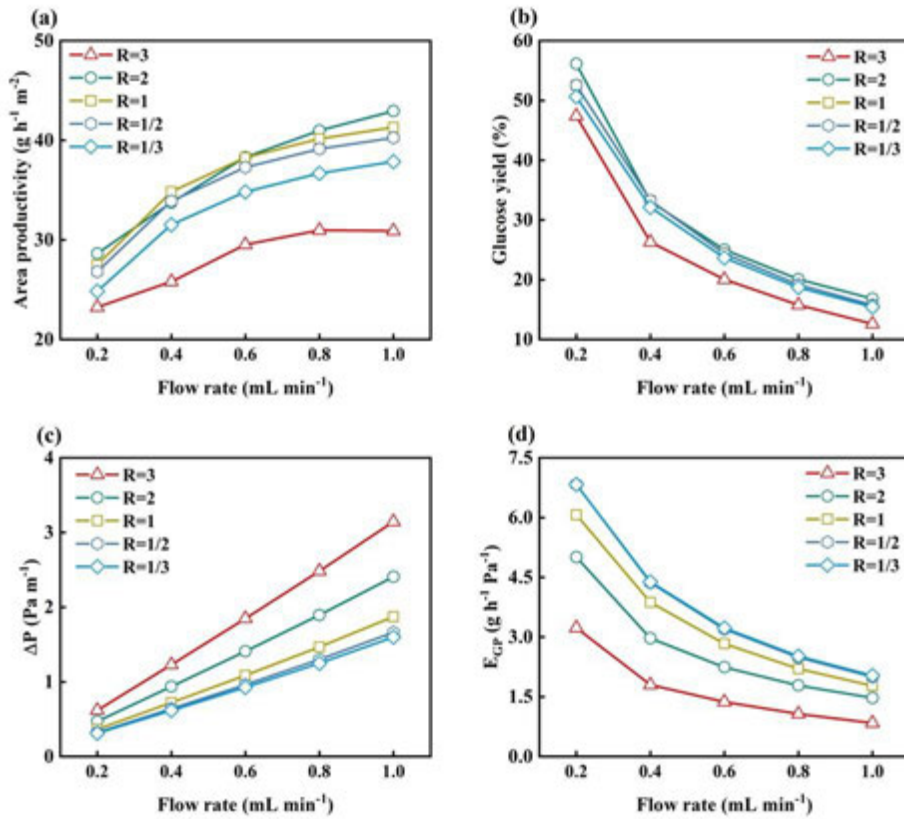 (a)
50
40
30
20
Area productivity (g h⁻¹ m⁻²)
R=3
R=2
R=1
R=1/2
R=1/3
0.2 0.4 0.6 0.8 1.0
Flow rate (mL min⁻¹)
(b)
60
50
40
30
20
10
Glucose yield (%)
R=3
R=2
R=1
R=1/2
R=1/3
0.2 0.4 0.6 0.8 1.0
Flow rate (mL min⁻¹)
(c)
4
3
2
1
0
ΔP (Pa m⁻¹)
R=3
R=2
R=1
R=1/2
R=1/3
0.2 0.4 0.6 0.8 1.0
Flow rate (mL min⁻¹)
(d)
7.5
6.0
4.5
3.0
1.5
0.0
E_GP (g h⁻¹ Pa⁻¹)
R=3
R=2
R=1
R=1/2
R=1/3
0.2 0.4 0.6 0.8 1.0
Flow rate (mL min⁻¹)